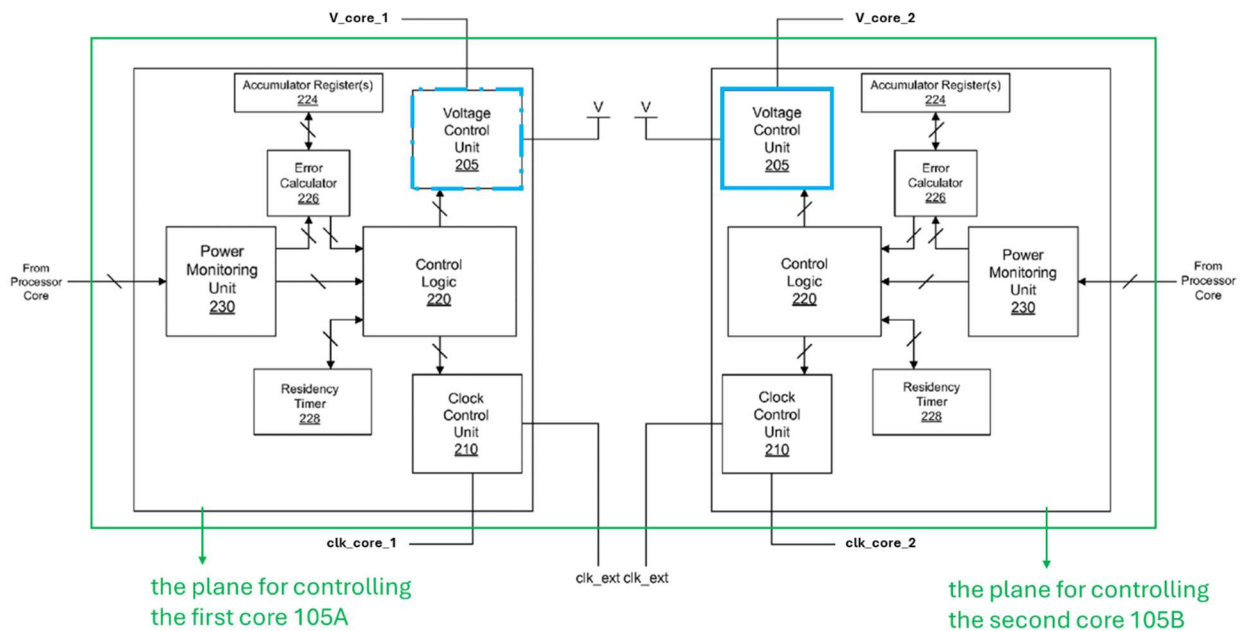 V_core_1
V_core_2
Accumulator Register(s)
224
Voltage
Control
Unit
205
V
V
Voltage
Control
Unit
205
Accumulator Register(s)
224
Error
Calculator
226
Error
Calculator
226
From
Processor
Core
Power
Monitoring
Unit
230
Control
Logic
220
Control
Logic
220
Power
Monitoring
Unit
230
From
Processor
Core
Residency
Timer
228
Clock
Control
Unit
210
Clock
Control
Unit
210
Residency
Timer
228
clk_core_1
clk_core_2
clk_ext
clk_ext
the plane for controlling
the first core 105A
the plane for controlling
the second core 105B